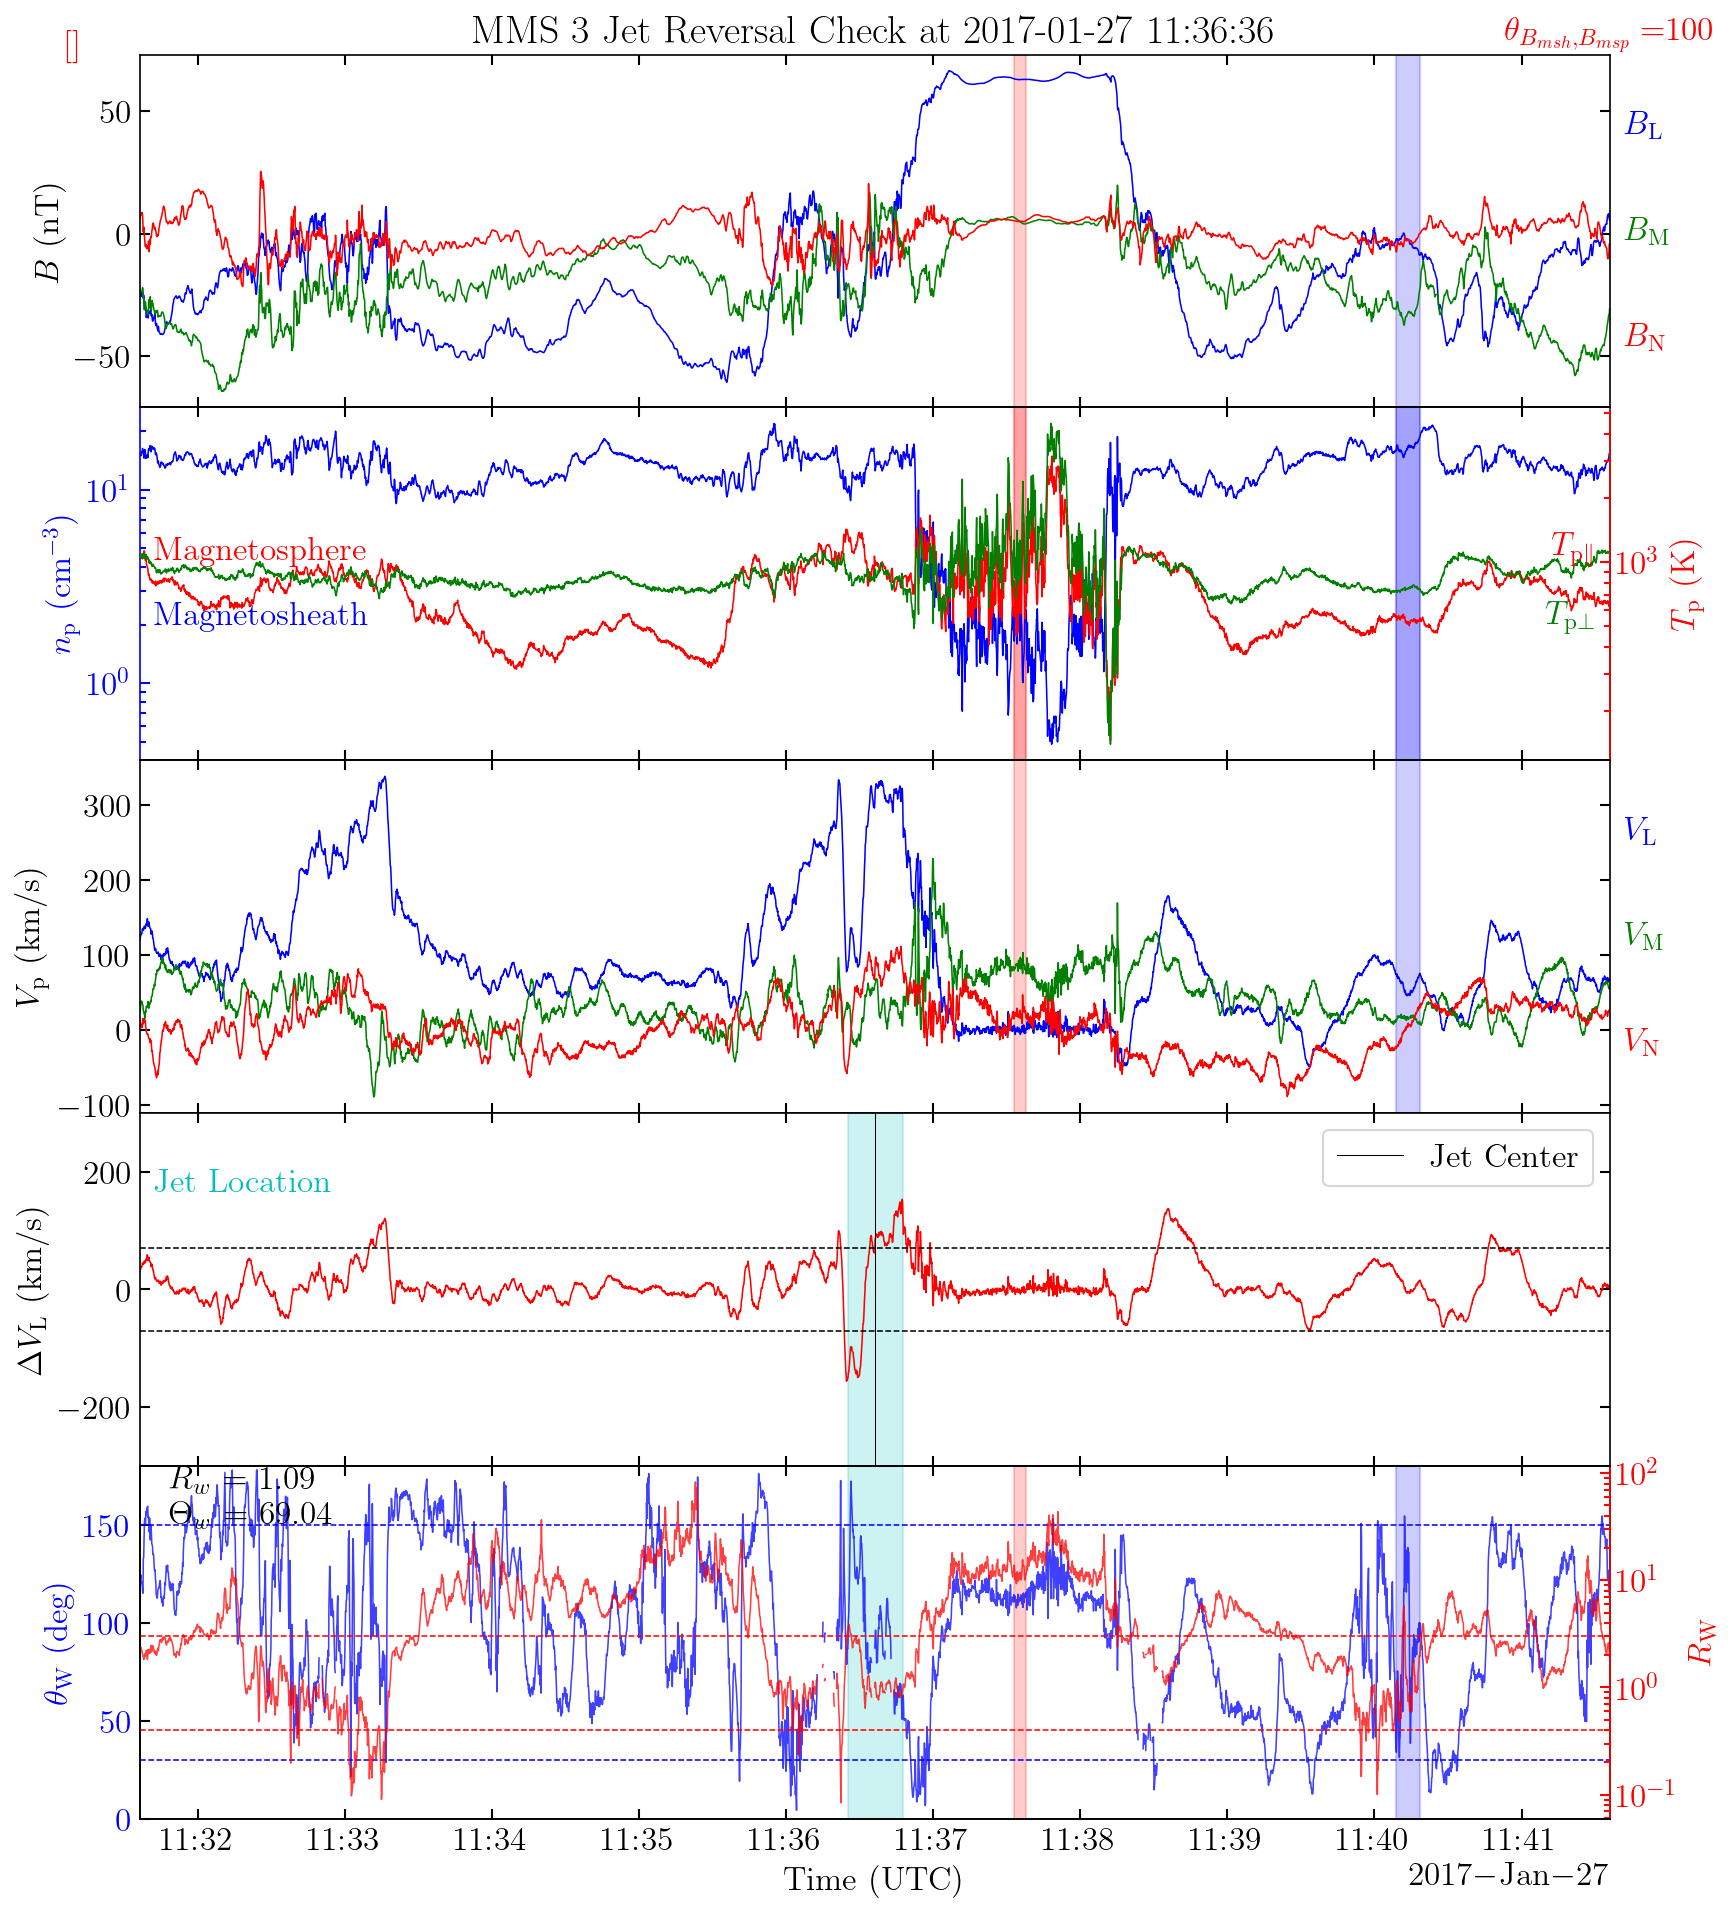 MMS 3 Jet Reversal Check at 2017-01-27 11:36:36
[]
θ_{B_{msh},B_{msp}} =100
50
0
−50
B (nT)
B_L
B_M
B_N
10^1
10^0
n_p (cm^{−3})
Magnetosphere
Magnetosheath
T_{p∥}
T_{p⊥}
10^3
T_p (K)
300
200
100
0
−100
V_p (km/s)
V_L
V_M
V_N
200
0
−200
ΔV_L (km/s)
Jet Location
Jet Center
R_w = 1.09
Θ_w = 69.04
150
100
50
0
θ_W (deg)
10^2
10^1
10^0
10^{−1}
R_W
11:32 11:33 11:34 11:35 11:36 11:37 11:38 11:39 11:40 11:41
Time (UTC)
2017−Jan−27